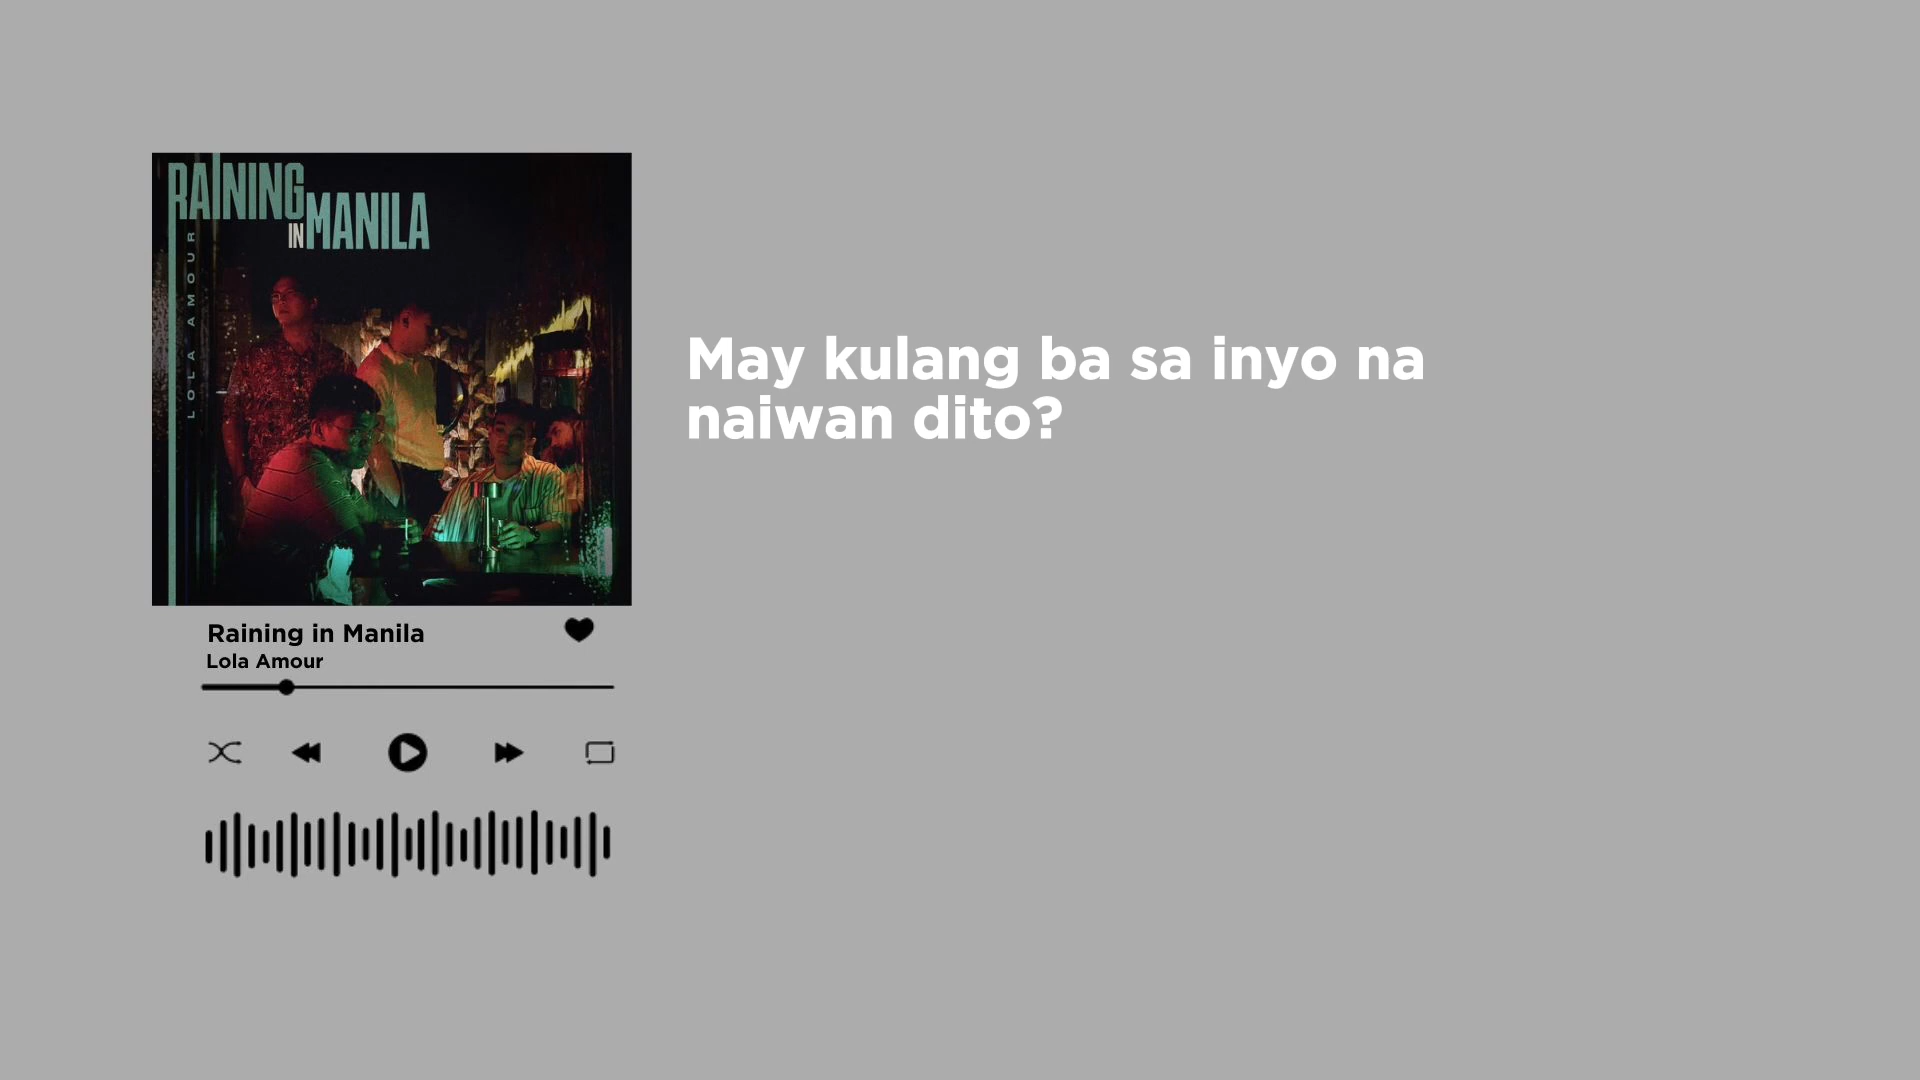 RAINING
IN MANILA
LOLA AMOUR
May kulang ba sa inyo na
naiwan dito?
Raining in Manila
Lola Amour